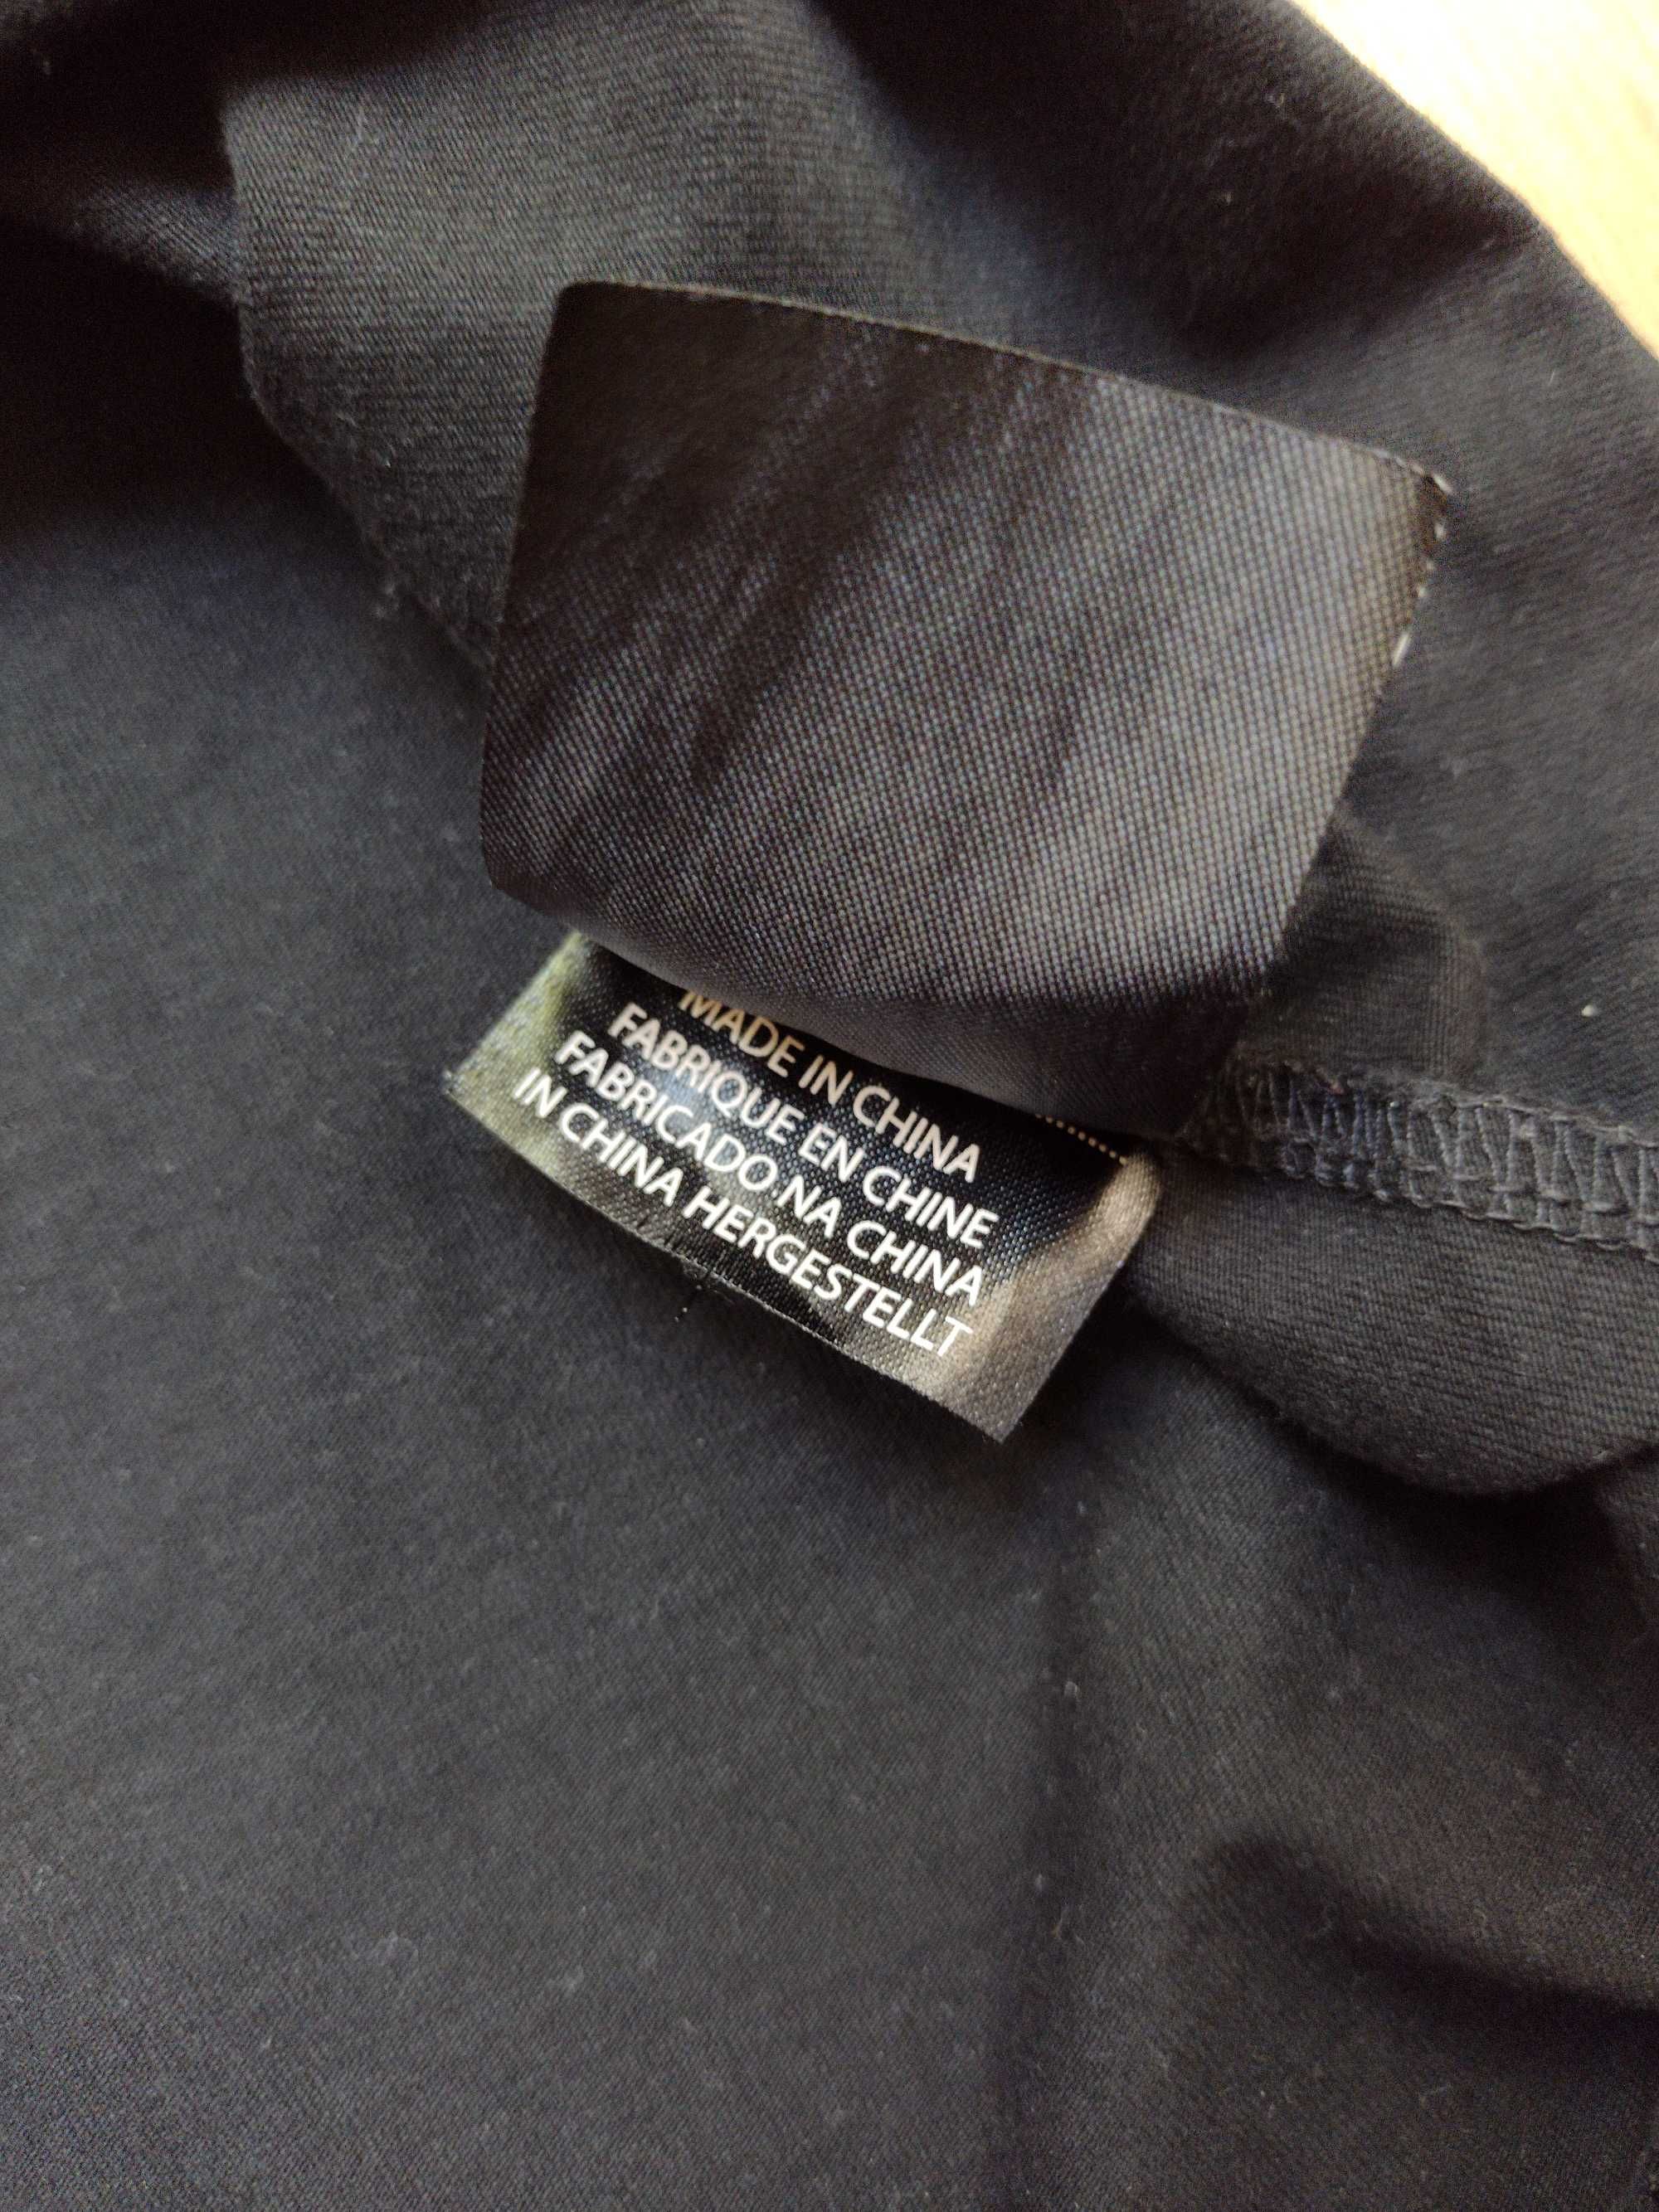 MADE IN CHINA
FABRIQUE EN CHINE
FABRICADO NA CHINA
IN CHINA HERGESTELLT